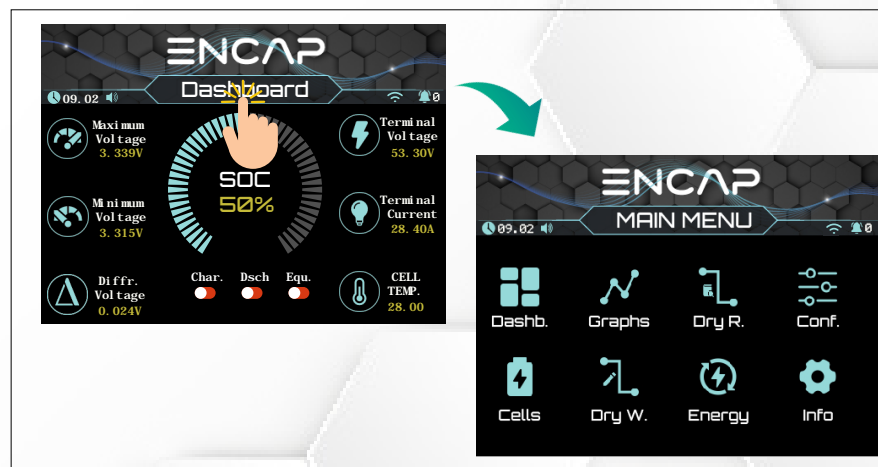 ENCAP
Dashboard
09.02
0
Maximum
Voltage
3.339V
Minimum
Voltage
3.315V
Diffr.
Voltage
0.024V
SOC
50%
Char. Dsch Equ.
Terminal
Voltage
53.30V
Terminal
Current
28.40A
CELL
TEMP.
28.00
ENCAP
MAIN MENU
09.02
0
Dashb. Graphs Dry R. Conf.
Cells Dry W. Energy Info